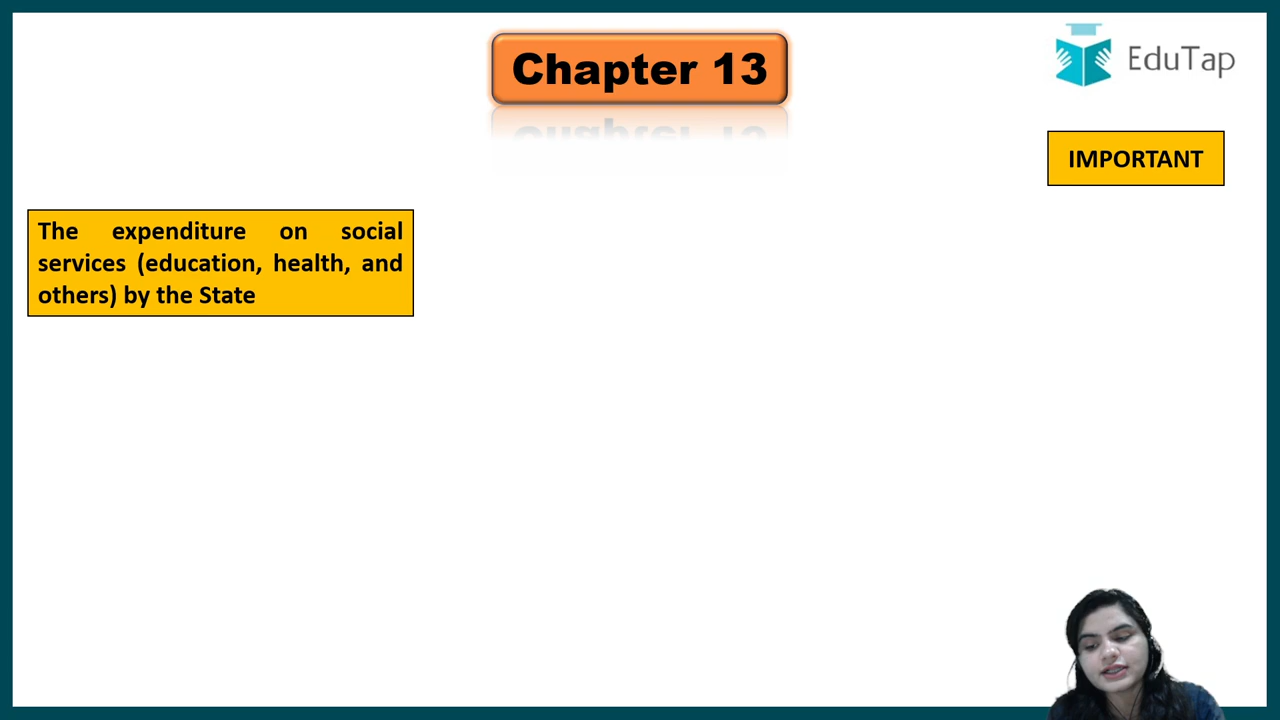 Chapter 13
EduTap
IMPORTANT
The expenditure on social
services (education, health, and
others) by the State